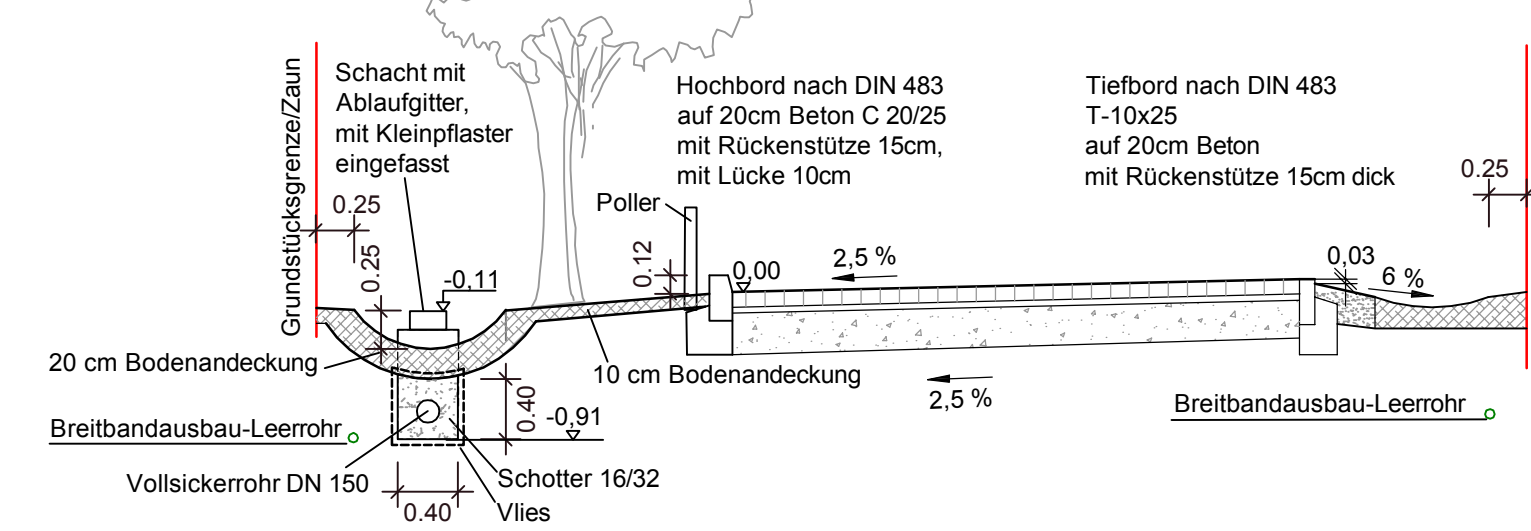 Grundstücksgrenze/Zaun
Schacht mit
Ablaufgitter,
mit Kleinpflaster
eingefasst
Hochbord nach DIN 483
auf 20cm Beton C 20/25
mit Rückenstütze 15cm,
mit Lücke 10cm
Tiefbord nach DIN 483
T-10x25
auf 20cm Beton
mit Rückenstütze 15cm dick
0.25
0.25
0.25
-0,11
Poller
0.12
0,00
2,5 %
0,03
6 %
20 cm Bodenandeckung
10 cm Bodenandeckung
2,5 %
0.40
-0,91
Breitbandausbau-Leerrohr
Breitbandausbau-Leerrohr
Vollsickerrohr DN 150
Schotter 16/32
0.40
Vlies